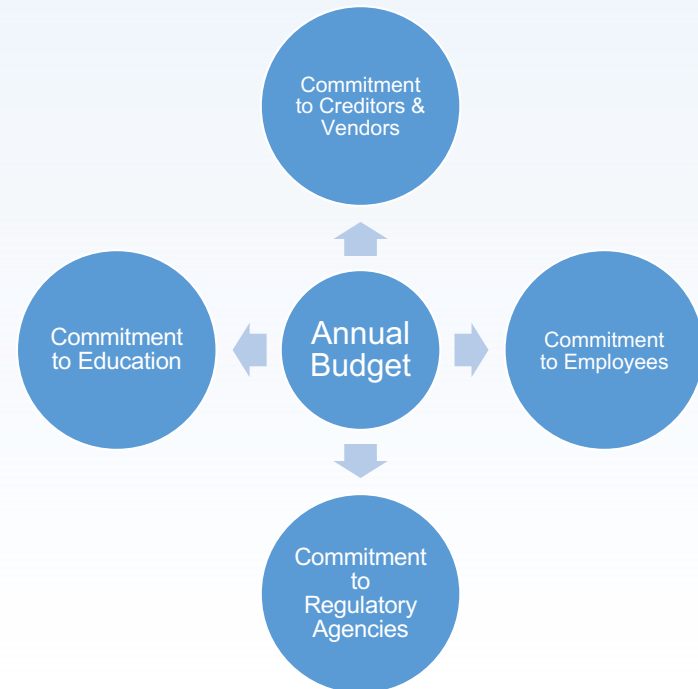 Commitment
to Creditors &
Vendors
Commitment
to Education
Annual
Budget
Commitment
to Employees
Commitment
to
Regulatory
Agencies